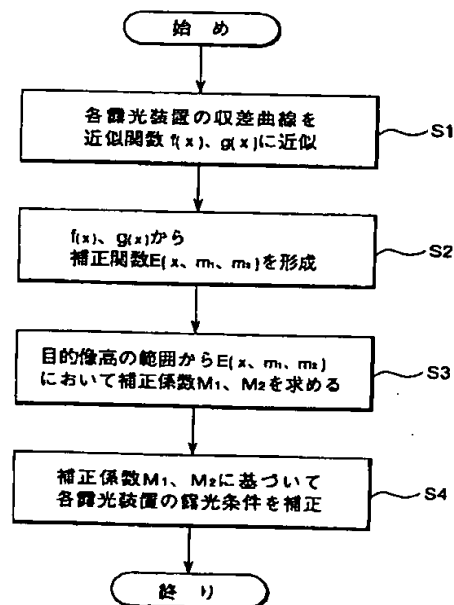 始め
各露光装置の収差曲線を
近似関数 f(x)、g(x)に近似
S1
f(x)、g(x)から
補正関数E(x、m₁、m₂)を形成
S2
目的像高の範囲からE(x、m₁、m₂)
において補正係数M₁、M₂を求める
S3
補正係数M₁、M₂に基づいて
各露光装置の露光条件を補正
S4
終り